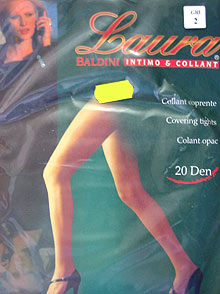 GRI
2
Laura®
BALDINI INTIMO & COLLANT
Collant coprente
Covering tights
Colant opac
20 Den